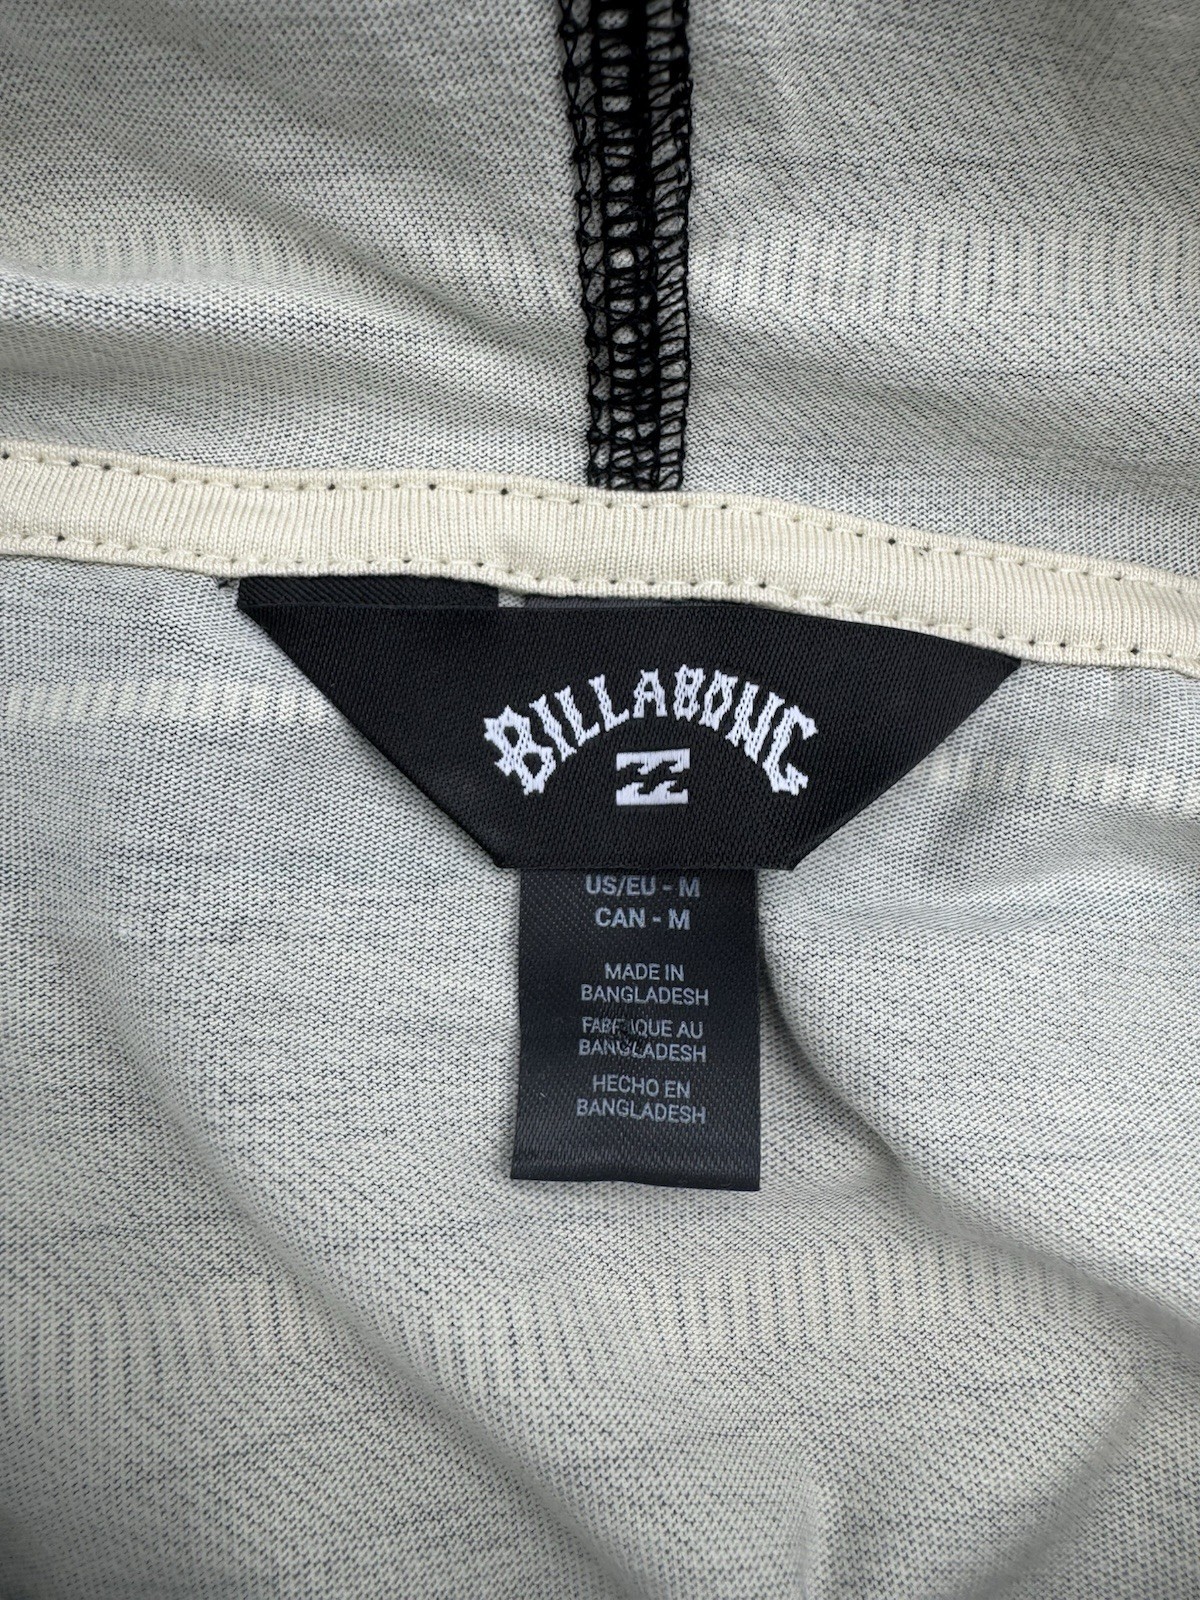 BILLABONG
US/EU - M
CAN - M
MADE IN
BANGLADESH
FABRIQUE AU
BANGLADESH
HECHO EN
BANGLADESH